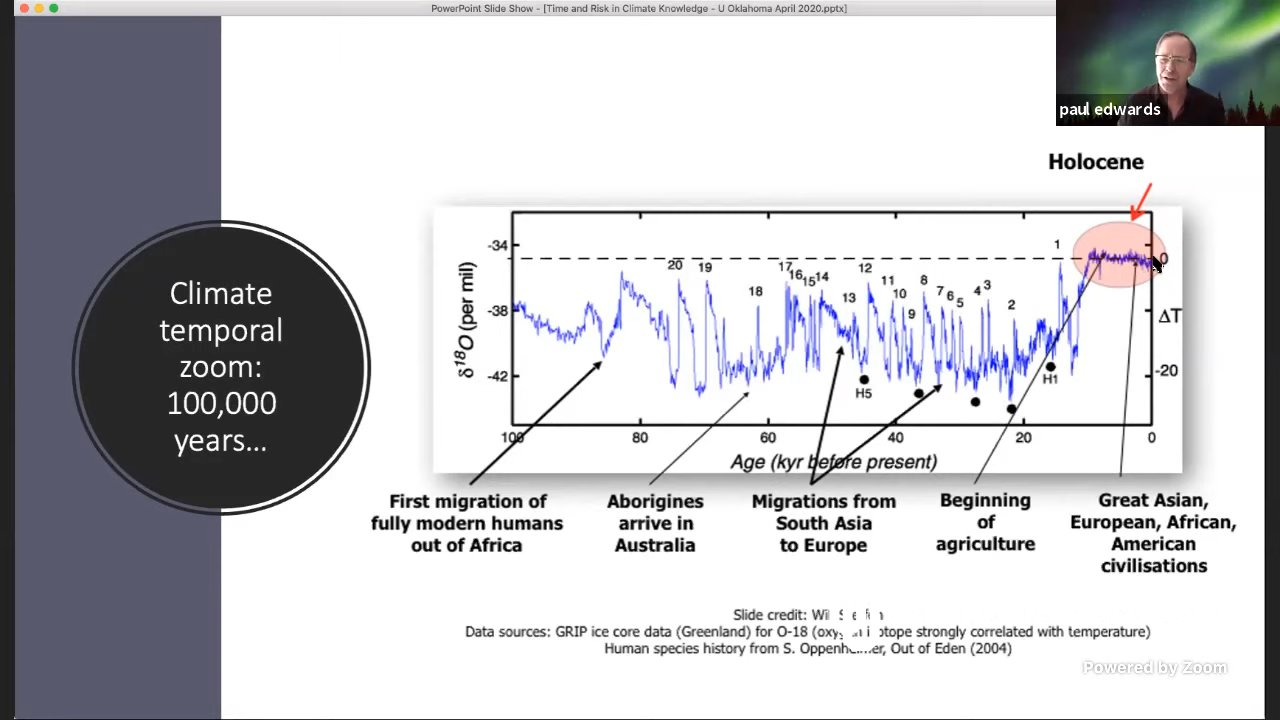 PowerPoint Slide Show - [Time and Risk in Climate Knowledge - U Oklahoma April 2020.pptx]
paul edwards
Climate
temporal
zoom:
100,000
years...
Holocene
δ18O (per mil)
-34
-38
-42
20
19
18
17
16
15
14
13
12
11
10
9
8
7
6
5
4
3
2
1
H5
H1
0
ΔT
-20
100
80
60
40
20
0
Age (kyr before present)
First migration of
fully modern humans
out of Africa
Aborigines
arrive in
Australia
Migrations from
South Asia
to Europe
Beginning
of
agriculture
Great Asian,
European, African,
American
civilisations
Slide credit:
Data sources: GRIP ice core data (Greenland) for O-18 strongly correlated with temperature)
Human species history from S. Out of Eden (2004)
Powered by Zoom